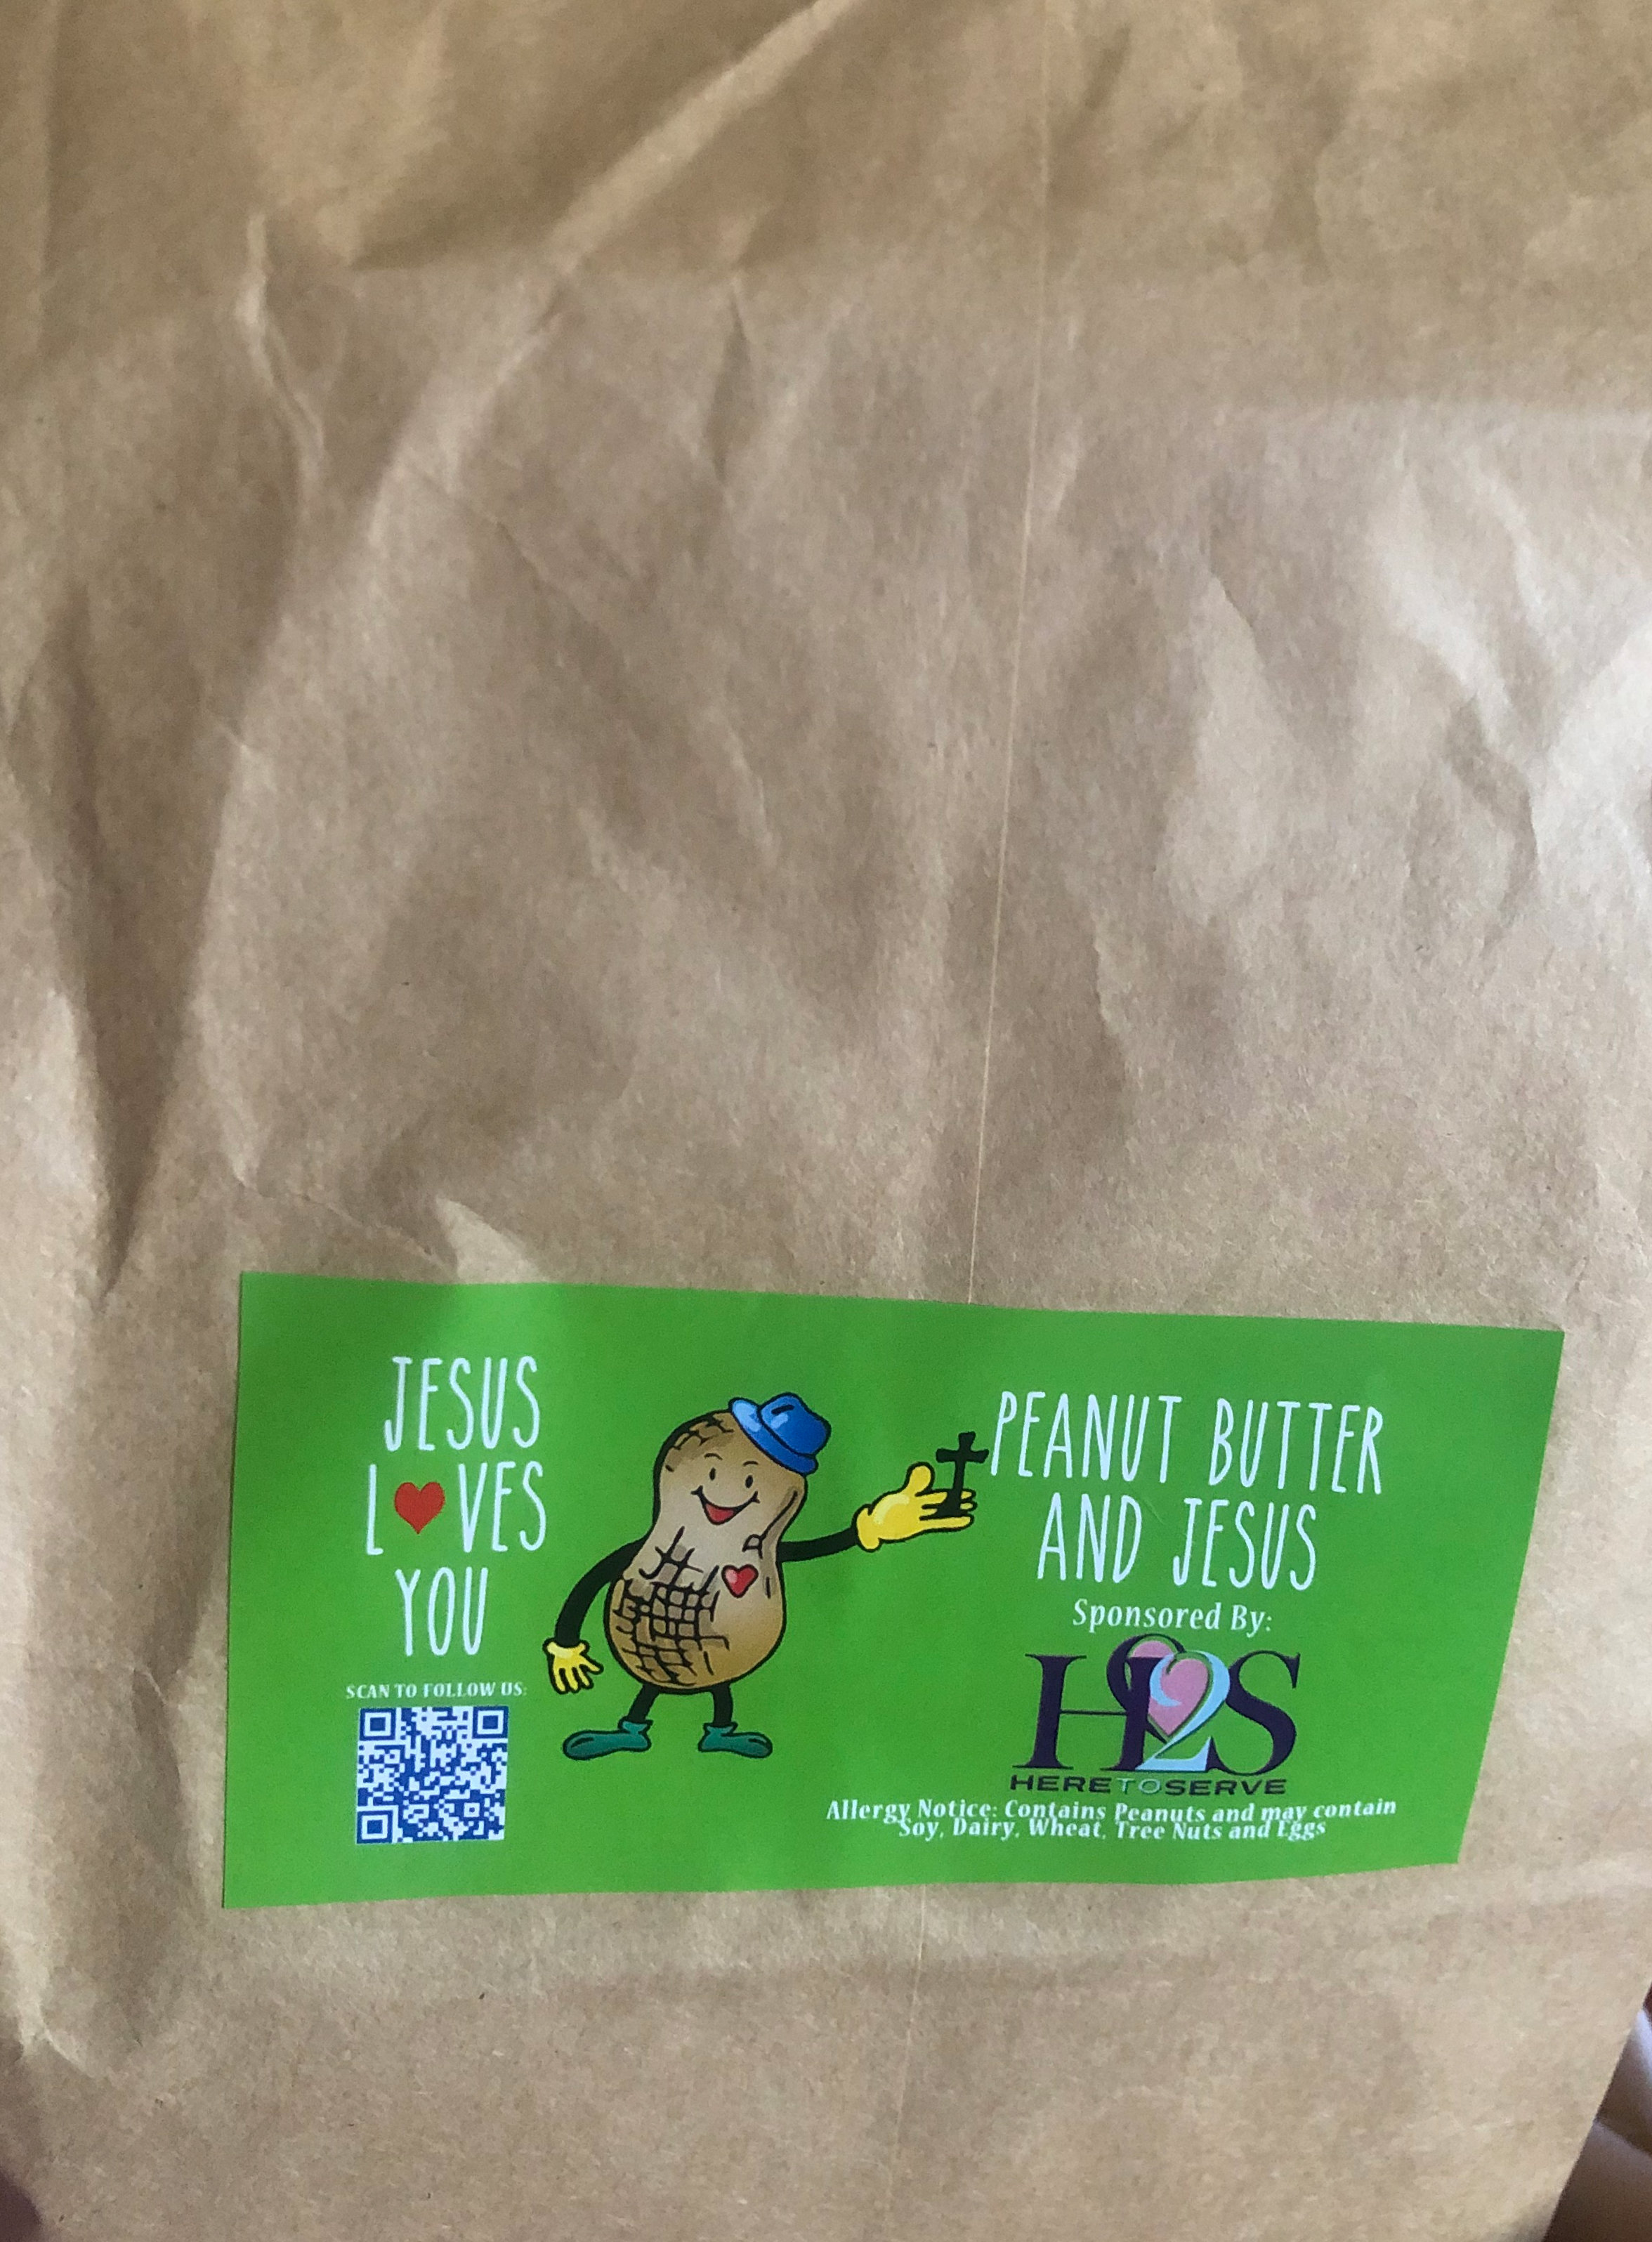 JESUS
L❤VES
YOU
SCAN TO FOLLOW US:
PEANUT BUTTER
AND JESUS
Sponsored By:
H2S
HERETOSERVE
Allergy Notice: Contains Peanuts and may contain
Soy, Dairy, Wheat, Tree Nuts and Eggs